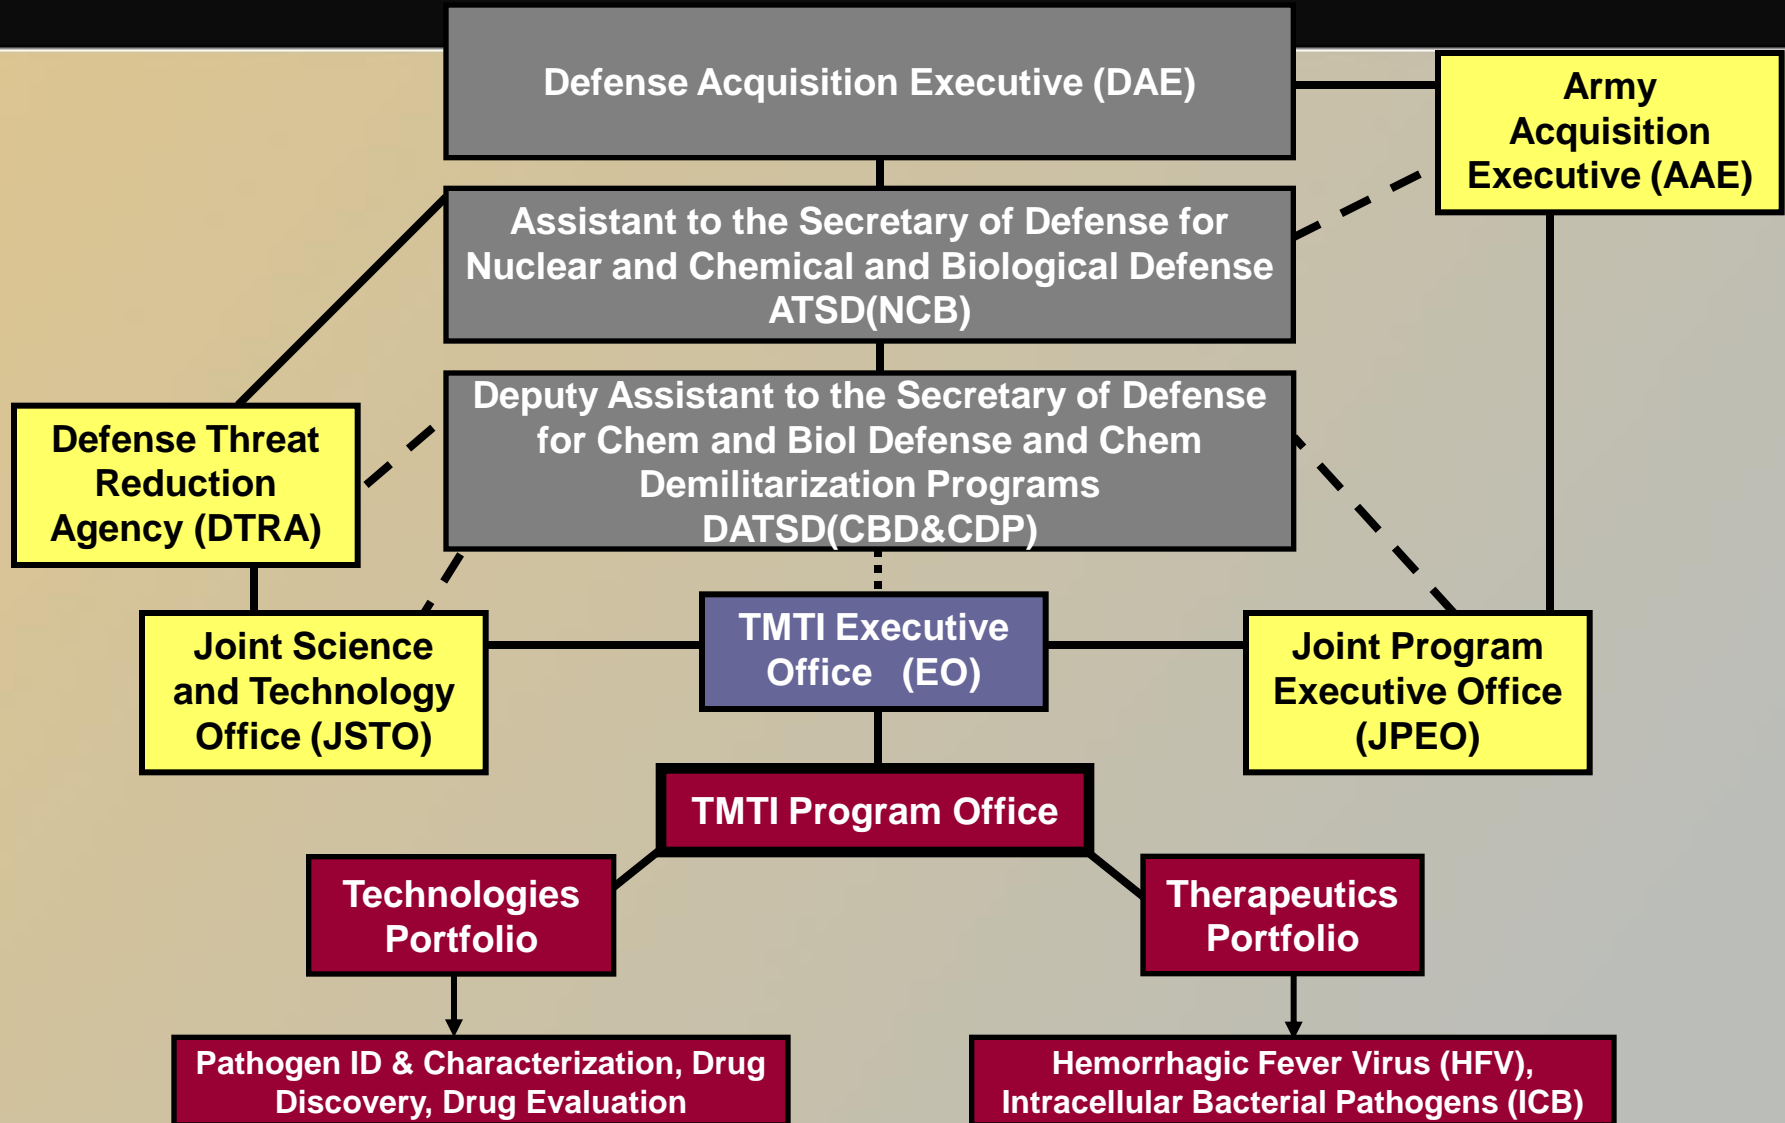 Defense Acquisition Executive (DAE)
Army
Acquisition
Executive (AAE)
Assistant to the Secretary of Defense for
Nuclear and Chemical and Biological Defense
ATSD(NCB)
Deputy Assistant to the Secretary of Defense
for Chem and Biol Defense and Chem
Demilitarization Programs
DATSD(CBD&CDP)
Defense Threat
Reduction
Agency (DTRA)
Joint Science
and Technology
Office (JSTO)
TMTI Executive
Office (EO)
Joint Program
Executive Office
(JPEO)
TMTI Program Office
Technologies
Portfolio
Therapeutics
Portfolio
Pathogen ID & Characterization, Drug
Discovery, Drug Evaluation
Hemorrhagic Fever Virus (HFV),
Intracellular Bacterial Pathogens (ICB)